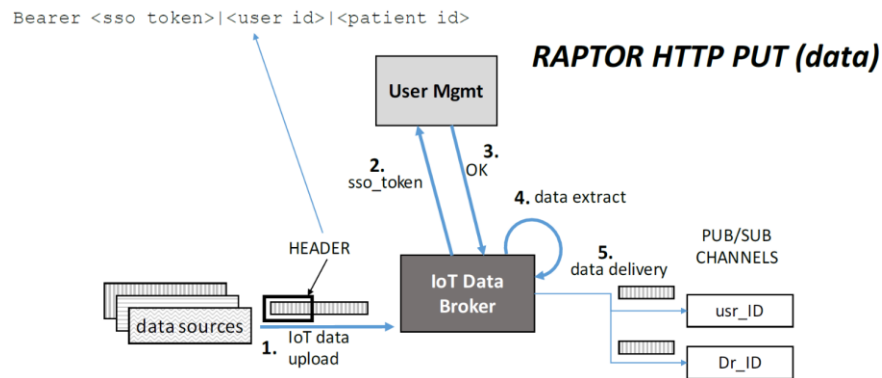 Bearer <sso token>|<user id>|<patient id>
RAPTOR HTTP PUT (data)
User Mgmt
2.
sso_token
3.
OK
4. data extract
HEADER
IoT Data
Broker
5.
data delivery
PUB/SUB
CHANNELS
data sources
1. IoT data
upload
usr_ID
Dr_ID